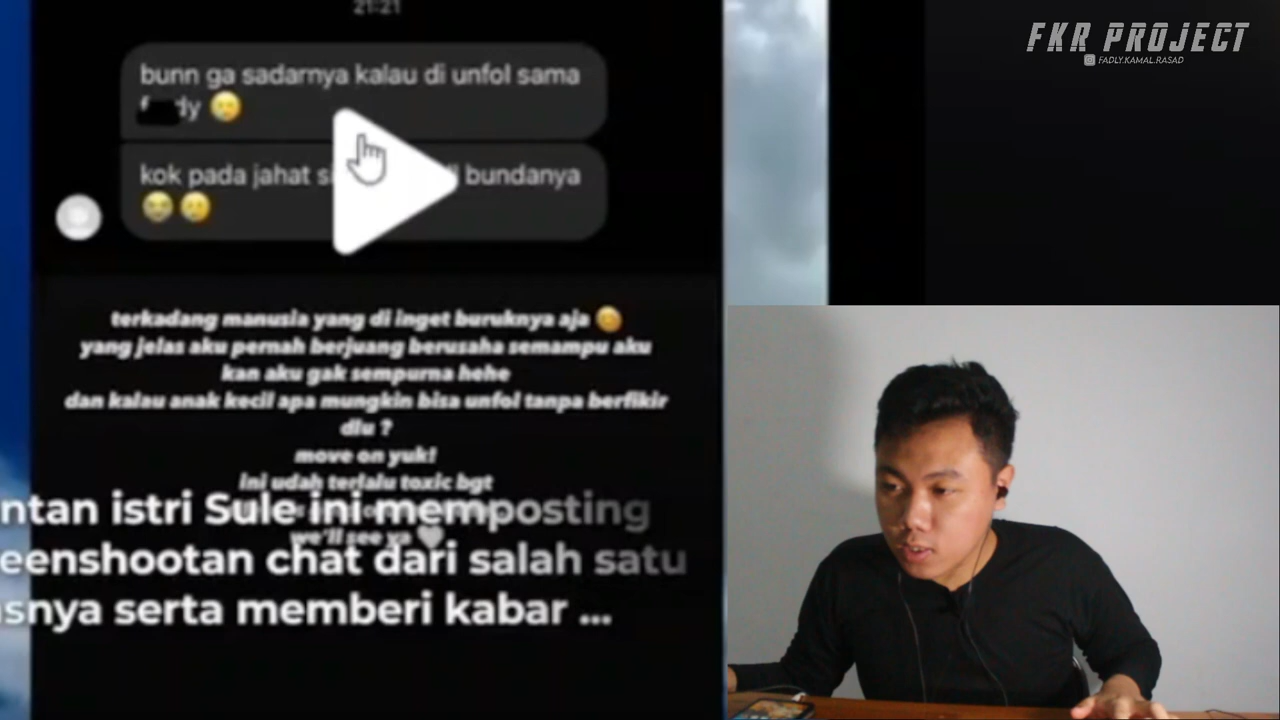 21:21
FKR PROJECT
FADLY.KAMAL.RASAD
bunn ga sadarnya kalau di unfol sama
f dy 🥲
kok pada jahat si bundanya
🥹🥲
terkadang manusia yang di inget buruknya aja 😊
yang jelas aku pernah berjuang berusaha semampu aku
kan aku gak sempurna hehe
dan kalau anak kecil apa mungkin bisa unfol tanpa berfikir
dlu ?
move on yuk!
ini udah terlalu toxic bgt
we'll see ya 🤍
ntan istri Sule ini memposting
eenshootan chat dari salah satu
snya serta memberi kabar ...